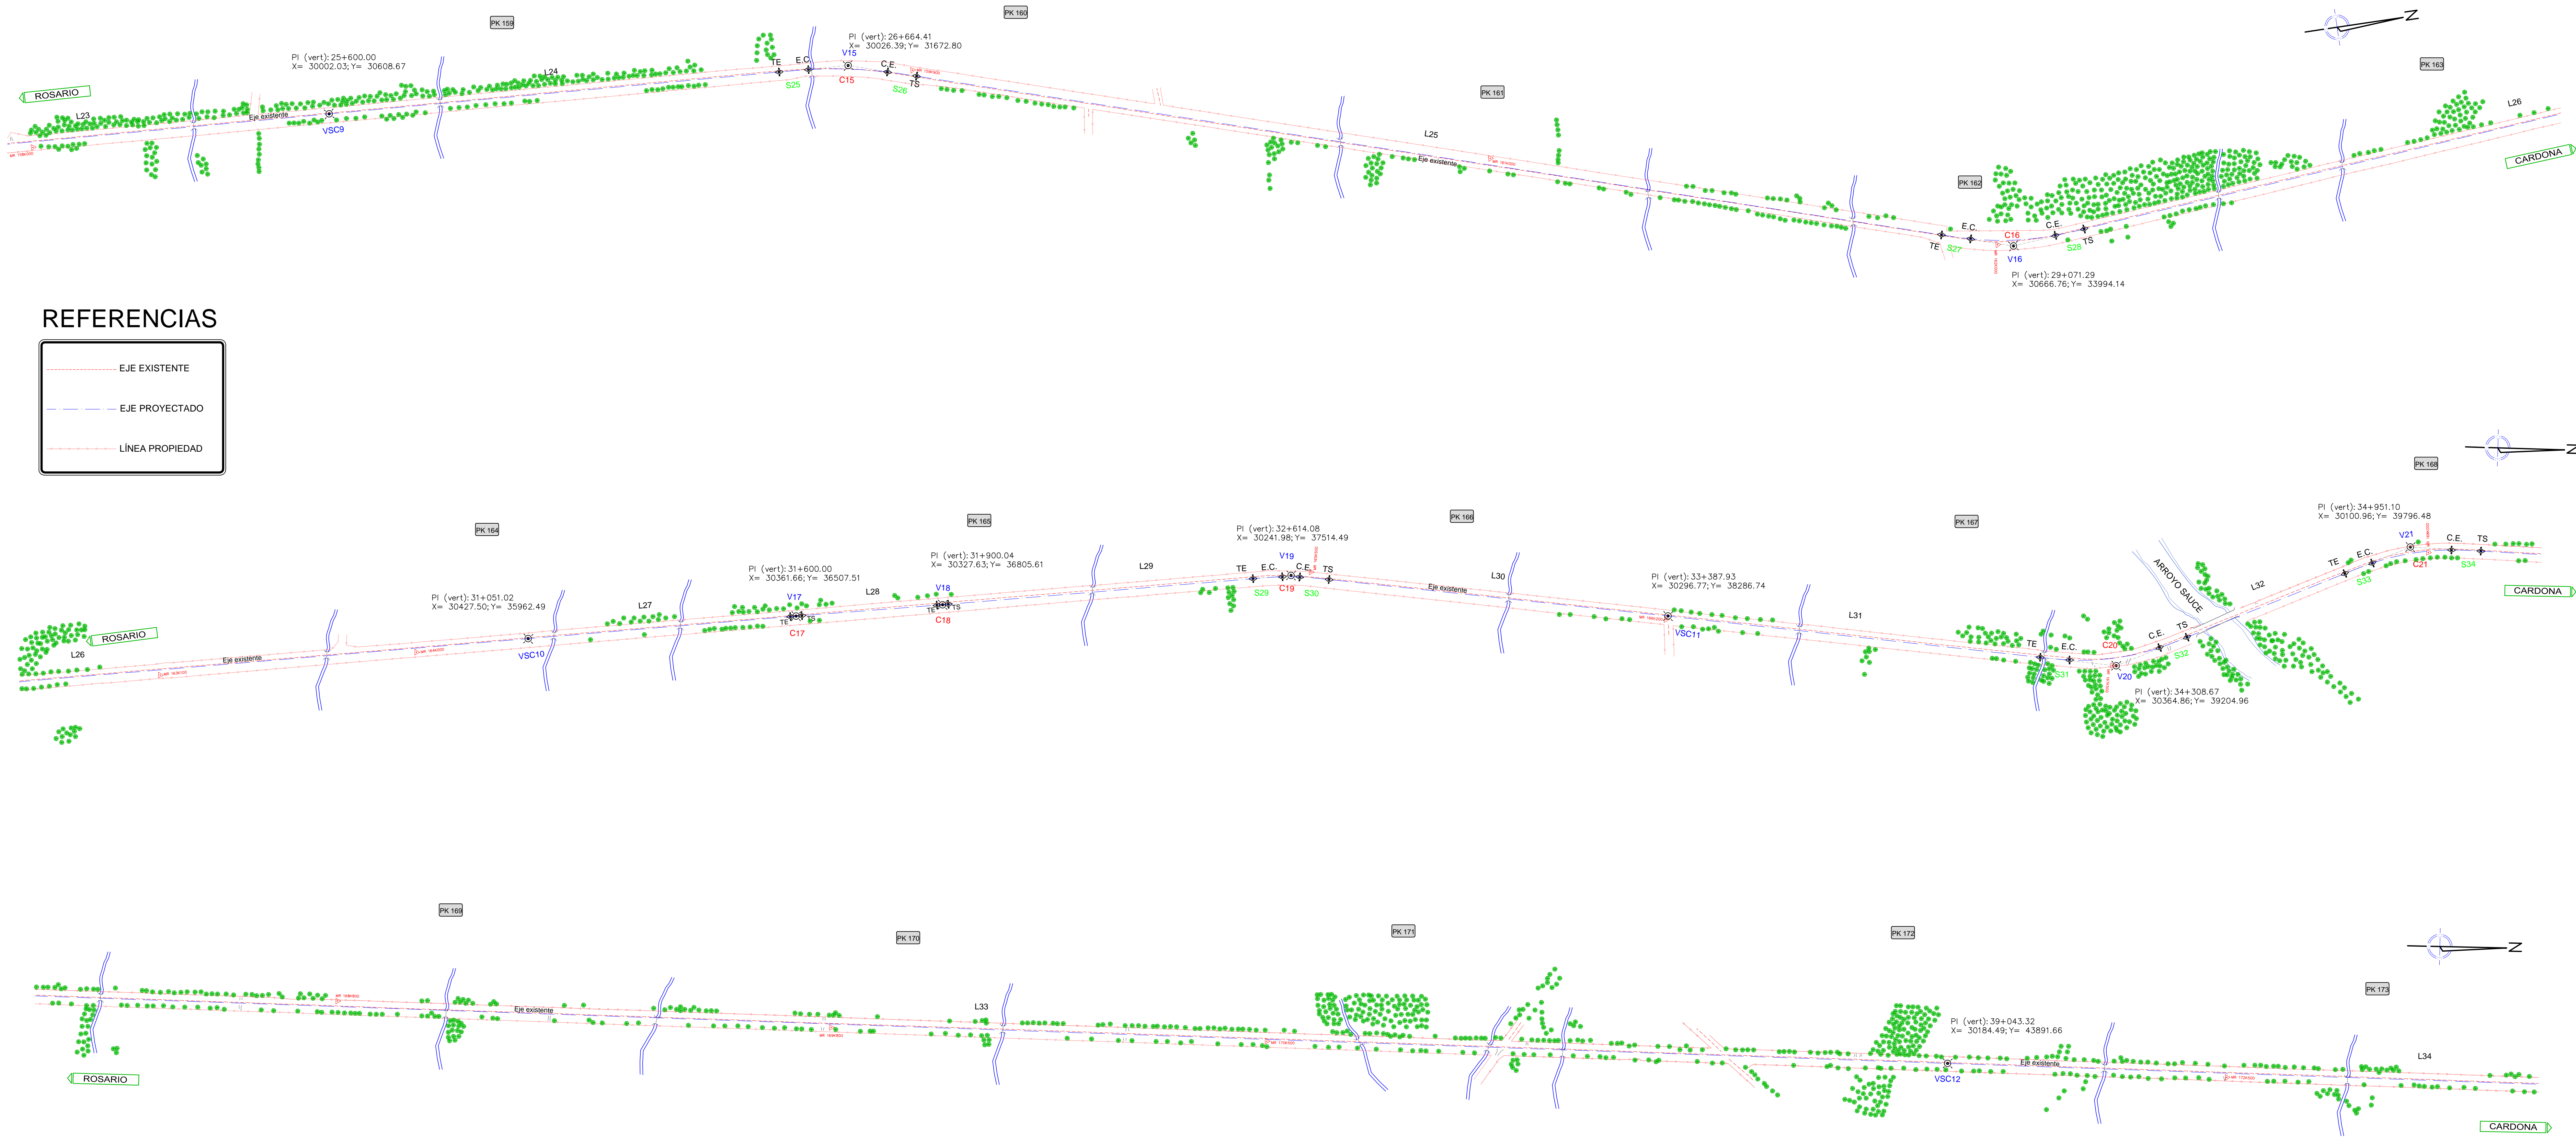 PK 159
PK 160
PK 161
PK 162
PK 163
N
PI (vert): 25+600.00
X= 30002.03; Y= 30608.67
PI (vert): 26+664.41
X= 30026.39; Y= 31672.80
ROSARIO
L23
Eje existente
VSC9
L24
TE
E.C.
V15
C15
S26
C.E.
TS
S26
L25
Eje existente
E.C.
TE
S27
C16
V16
C.E.
TS
S28
L26
CARDONA
PI (vert): 29+071.29
X= 30666.76; Y= 33994.14
REFERENCIAS
EJE EXISTENTE
EJE PROYECTADO
LÍNEA PROPIEDAD
PK 164
PK 165
PK 166
PK 167
PK 168
N
ROSARIO
L26
Eje existente
PI (vert): 31+051.02
X= 30427.50; Y= 35962.49
VSC10
L27
PI (vert): 31+600.00
X= 30361.66; Y= 36507.51
V17
TE
TS
C17
L28
PI (vert): 31+900.04
X= 30327.63; Y= 36805.61
V18
TE
TS
C18
L29
PI (vert): 32+614.08
X= 30241.98; Y= 37514.49
V19
TE
E.C.
C.E.
TS
S29
C19
S30
Eje existente
L30
PI (vert): 33+387.93
X= 30296.77; Y= 38286.74
VSC11
L31
TE
E.C.
S31
C20
V20
C.E.
TS
S32
PI (vert): 34+308.67
X= 30364.86; Y= 39204.96
ARROYO SAUCE
L32
PI (vert): 34+951.10
X= 30100.96; Y= 39796.48
TE
E.C.
S33
V21
C21
C.E.
TS
S34
CARDONA
PK 169
PK 170
PK 171
PK 172
PK 173
N
ROSARIO
Eje existente
L33
PI (vert): 39+043.32
X= 30184.49; Y= 43891.66
VSC12
Eje existente
L34
CARDONA